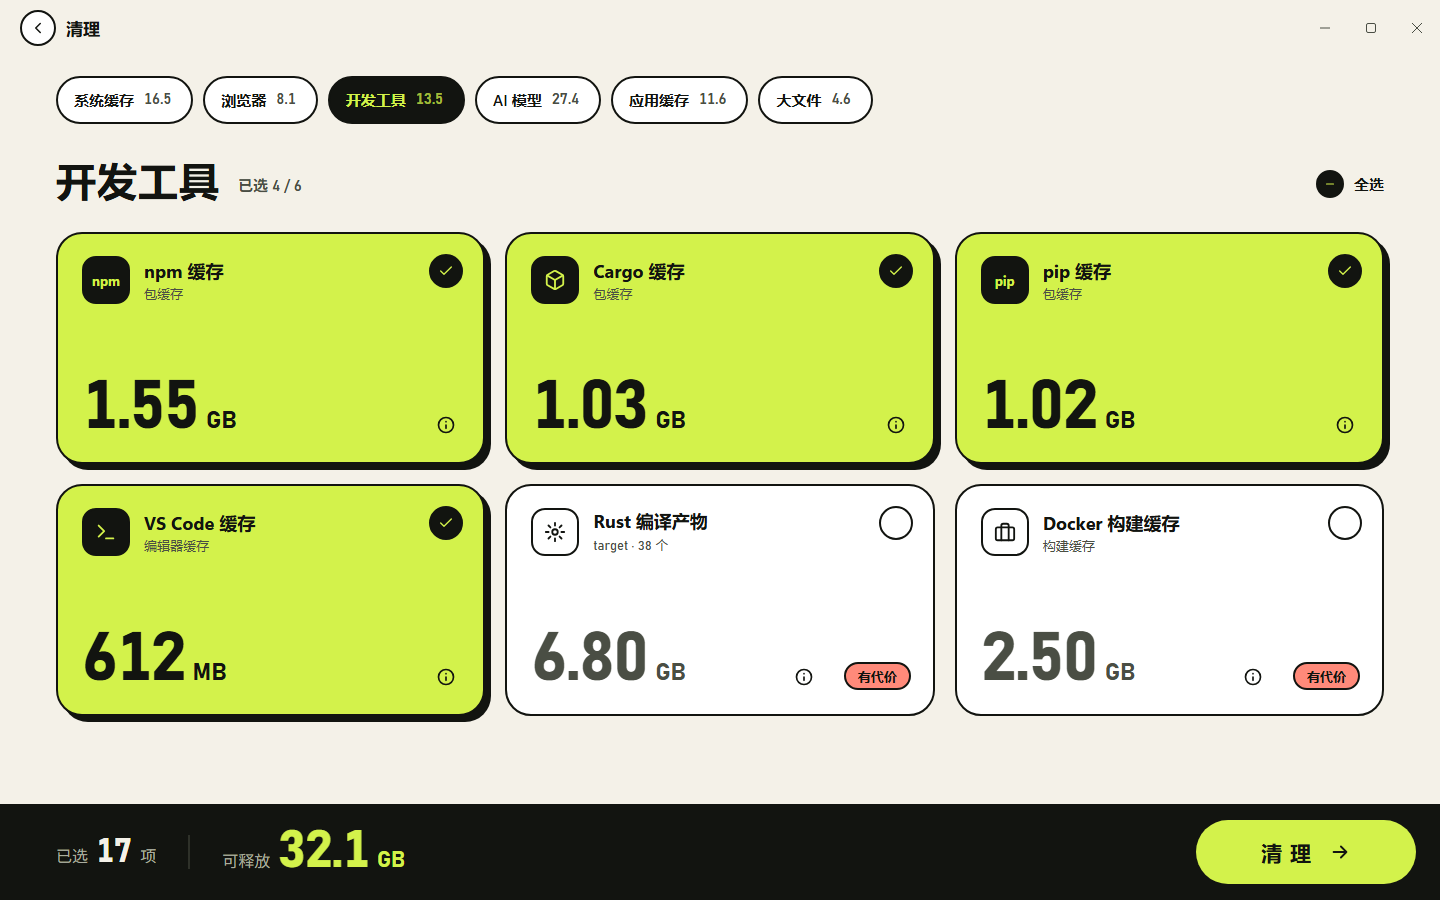 清理
系统缓存 16.5
浏览器 8.1
开发工具 13.5
AI 模型 27.4
应用缓存 11.6
大文件 4.6
开发工具 已选 4 / 6
全选
npm
npm 缓存
包缓存
1.55 GB
Cargo 缓存
包缓存
1.03 GB
pip
pip 缓存
包缓存
1.02 GB
VS Code 缓存
编辑器缓存
612 MB
Rust 编译产物
target · 38 个
6.80 GB
有代价
Docker 构建缓存
构建缓存
2.50 GB
有代价
已选 17 项
可释放 32.1 GB
清理